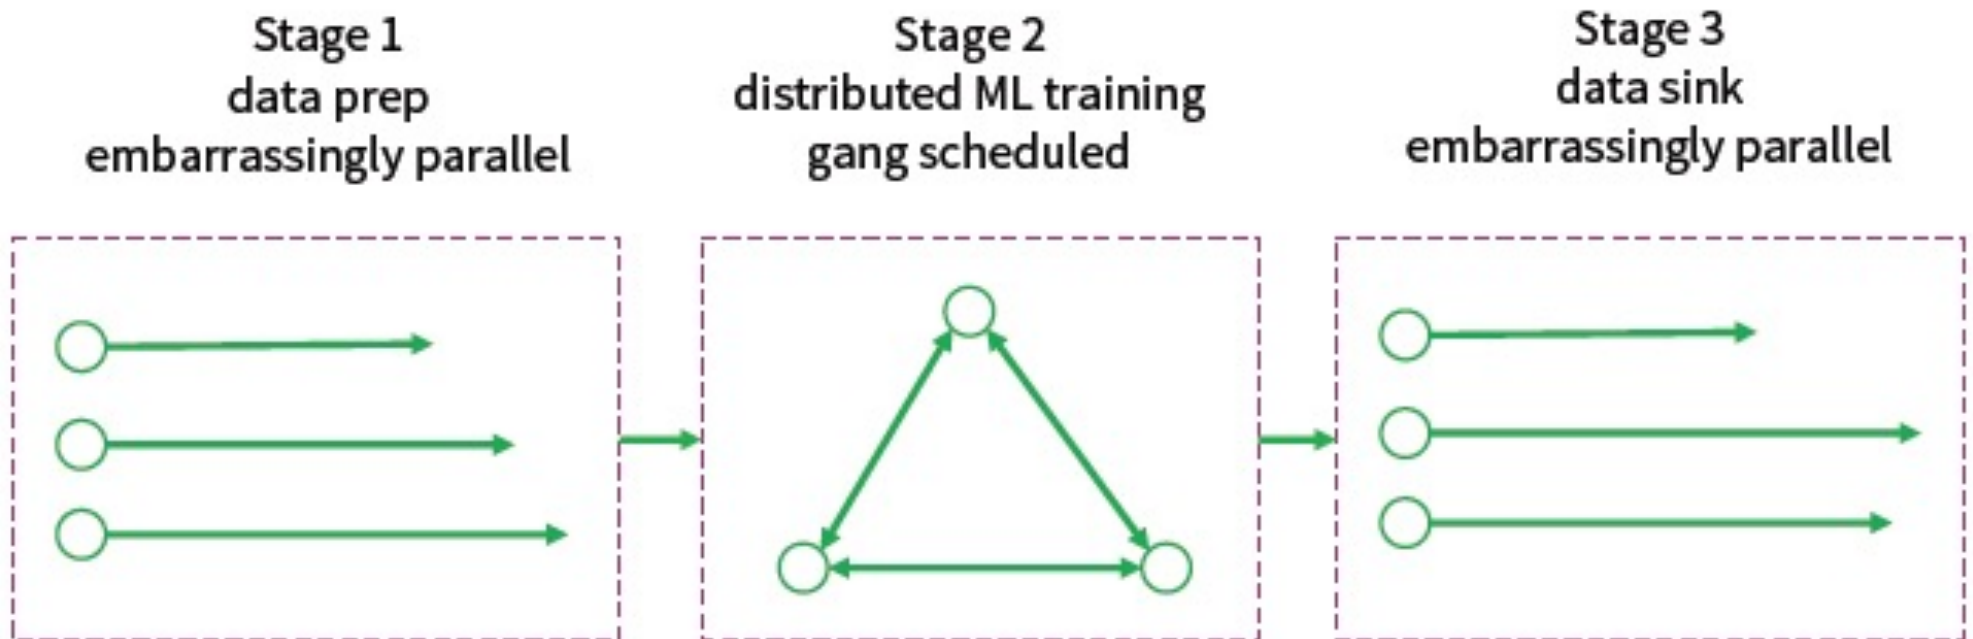 Stage 1
data prep
embarrassingly parallel
Stage 2
distributed ML training
gang scheduled
Stage 3
data sink
embarrassingly parallel